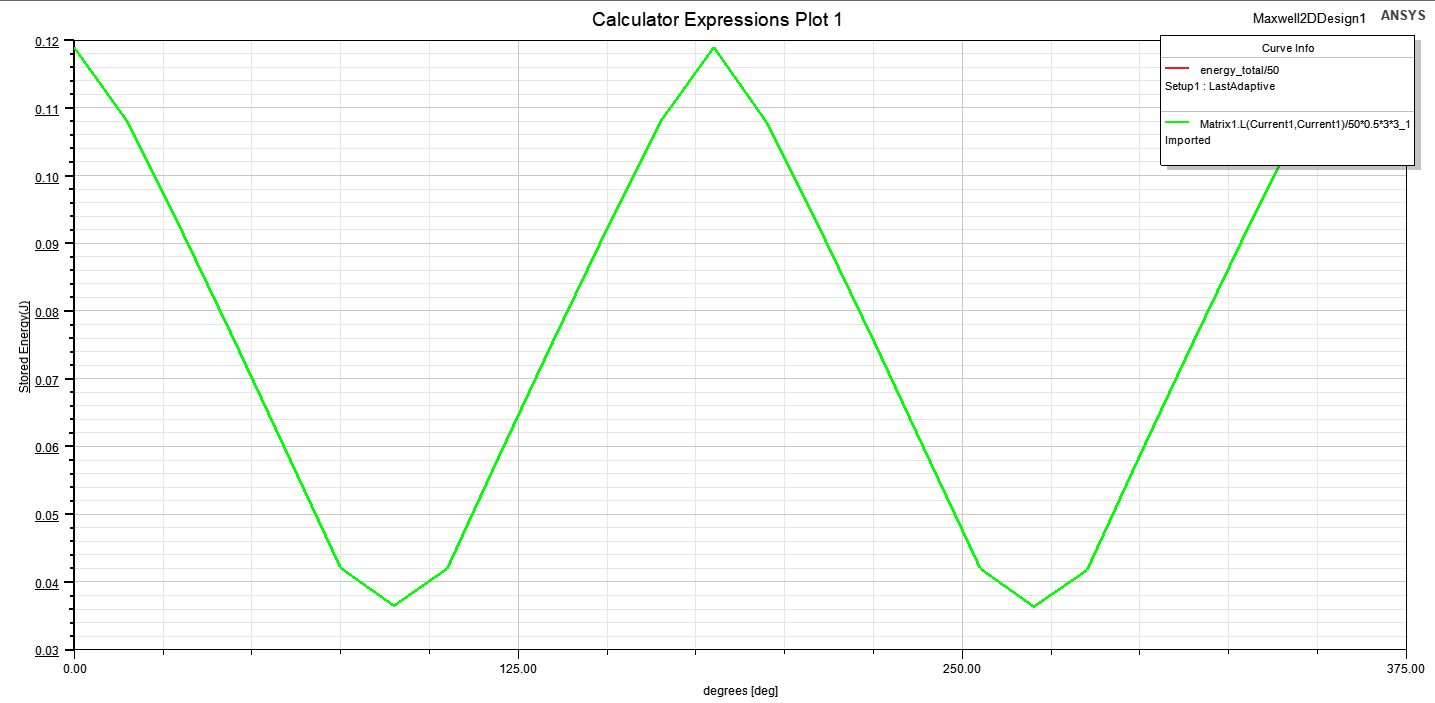 Calculator Expressions Plot 1
Maxwell2DDesign1
ANSYS
Curve Info
energy_total/50
Setup1 : LastAdaptive
Matrix1.L(Current1,Current1)/50*0.5*3*3_1
Imported
0.12
0.11
0.10
0.09
0.08
0.07
0.06
0.05
0.04
0.03
Stored Energy(J)
0.00
125.00
250.00
375.00
degrees [deg]